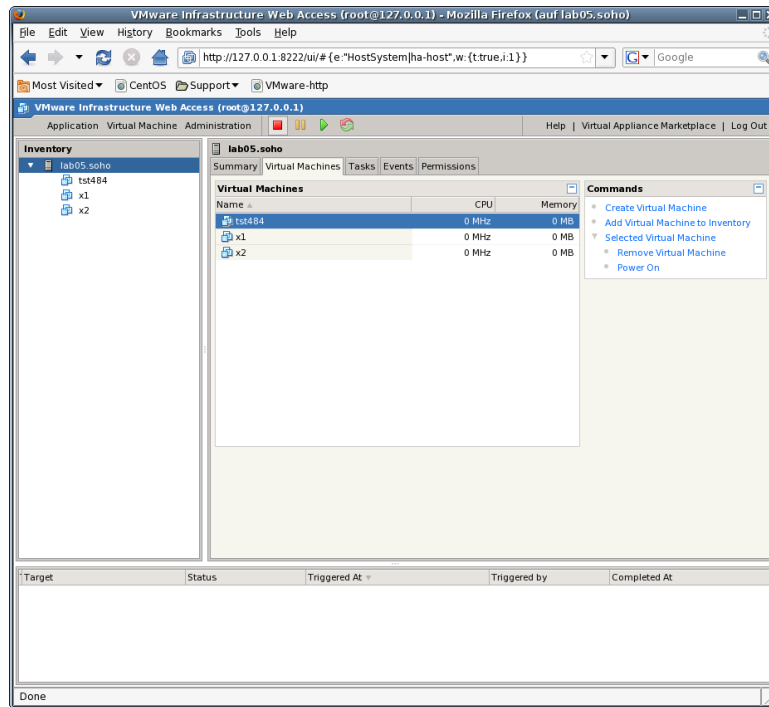 VMware Infrastructure Web Access (root@127.0.0.1) - Mozilla Firefox (auf lab05.soho)
File Edit View History Bookmarks Tools Help
http://127.0.0.1:8222/ui/#{e:"HostSystem|ha-host",w:{t:true,i:1}} G Google
Most Visited CentOS Support VMware-http
VMware Infrastructure Web Access (root@127.0.0.1)
Application Virtual Machine Administration Help | Virtual Appliance Marketplace | Log Out
Inventory
lab05.soho
tst484
x1
x2
lab05.soho
Summary Virtual Machines Tasks Events Permissions
Virtual Machines
Name CPU Memory
tst484 0 MHz 0 MB
x1 0 MHz 0 MB
x2 0 MHz 0 MB
Commands
Create Virtual Machine
Add Virtual Machine to Inventory
Selected Virtual Machine
Remove Virtual Machine
Power On
Target Status Triggered At Triggered by Completed At
Done